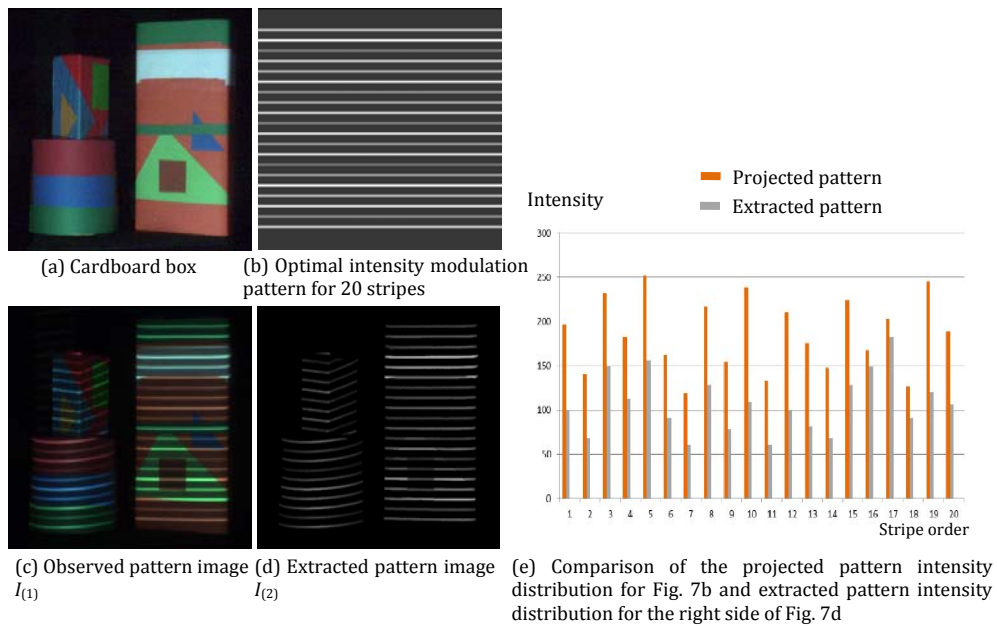 (a) Cardboard box
(b) Optimal intensity modulation
pattern for 20 stripes
(c) Observed pattern image
I(1)
(d) Extracted pattern image
I(2)
Intensity
Projected pattern
Extracted pattern
300
250
200
150
100
50
0
1 2 3 4 5 6 7 8 9 10 11 12 13 14 15 16 17 18 19 20
Stripe order
(e) Comparison of the projected pattern intensity
distribution for Fig. 7b and extracted pattern intensity
distribution for the right side of Fig. 7d